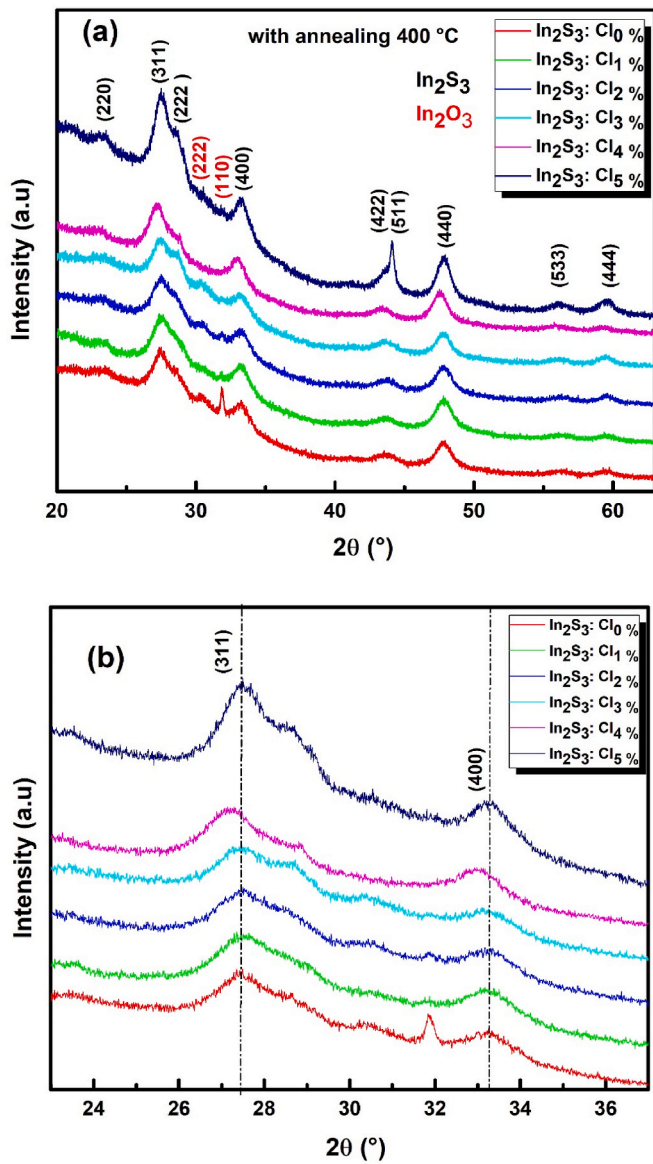 (a)
with annealing 400 °C
In₂S₃
In₂O₃
In₂S₃: Cl₀ %
In₂S₃: Cl₁ %
In₂S₃: Cl₂ %
In₂S₃: Cl₃ %
In₂S₃: Cl₄ %
In₂S₃: Cl₅ %
(220)
(311)
(222 )
(222)
(110)
(400)
(422)
(511)
(440)
(533)
(444)
Intensity (a.u)
20 30 40 50 60
2θ (°)
(b)
In₂S₃: Cl₀ %
In₂S₃: Cl₁ %
In₂S₃: Cl₂ %
In₂S₃: Cl₃ %
In₂S₃: Cl₄ %
In₂S₃: Cl₅ %
(311)
(400)
Intensity (a.u)
24 26 28 30 32 34 36
2θ (°)